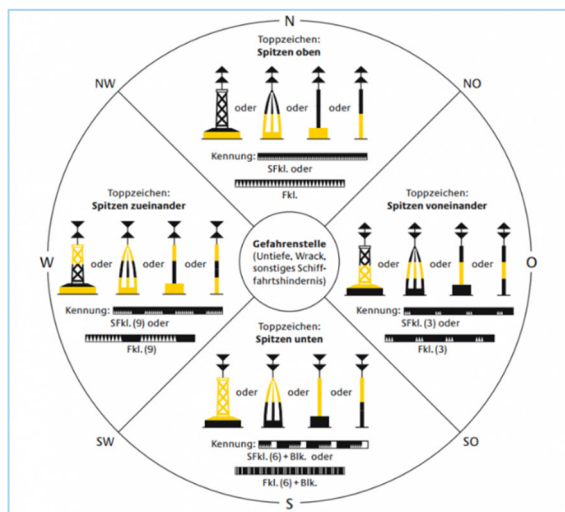 N
Toppzeichen:
Spitzen oben
NW
NO
oder oder oder
Kennung:
SFkl. oder
Fkl.
Toppzeichen:
Spitzen zueinander
Toppzeichen:
Spitzen voneinander
Gefahrenstelle
(Untiefe, Wrack,
sonstiges Schiff-
fahrtshindernis)
W
oder oder oder
oder oder oder
O
Kennung:
SFkl. (9) oder
Fkl. (9)
Kennung:
SFkl. (3) oder
Fkl. (3)
Toppzeichen:
Spitzen unten
oder oder oder
SW
SO
Kennung:
SFkl. (6) + Blk. oder
Fkl. (6) + Blk.
S